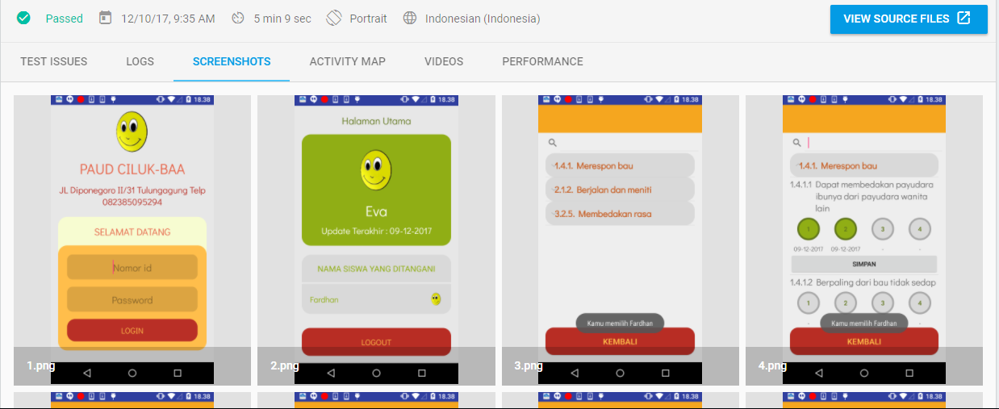 Passed 12/10/17, 9:35 AM 5 min 9 sec Portrait Indonesian (Indonesia) VIEW SOURCE FILES
TEST ISSUES LOGS SCREENSHOTS ACTIVITY MAP VIDEOS PERFORMANCE
18.38
PAUD CILUK-BAA
JL Diponegoro II/31 Tulungagung Telp
082385095294
SELAMAT DATANG
Nomor id
Password
LOGIN
1.png
18.38
Halaman Utama
Eva
Update Terakhir : 09-12-2017
NAMA SISWA YANG DITANGANI
Fardhan
LOGOUT
2.png
18.38
1.4.1. Merespon bau
2.1.2. Berjalan dan meniti
3.2.5. Membedakan rasa
Kamu memilih Fardhan
KEMBALI
3.png
18.38
1.4.1. Merespon bau
1.4.1.1 Dapat membedakan payudara
ibunya dari payudara wanita
lain
1 2 3 4
09-12-2017 09-12-2017 - -
SIMPAN
1.4.1.2 Berpaling dari bau tidak sedap
1 2 3 4
- -
Kamu memilih Fardhan
KEMBALI
4.png
18.38
18.38
18.38
18.38